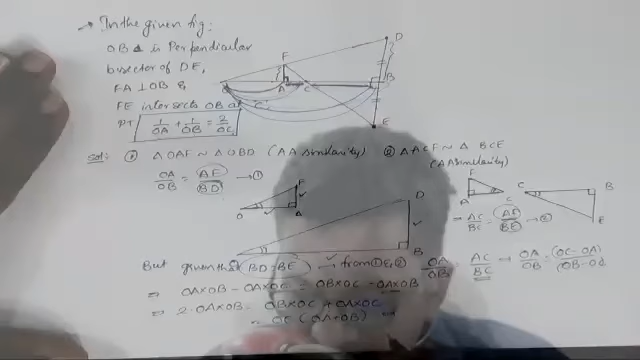 → In the given fig:
OB is Perpendicular
bisector of DE,
FA ⊥ OB &
FE intersects OB at C
PT 1/OA + 1/OB = 2/OC
F
D
A
C
B
E
Sol: ① Δ OAF ~ Δ OBD (AA Similarity)
OA/OB = AF/BD → ①
F
O
A
D
B
② Δ ACF ~ Δ BCE
(AA Similarity)
F
A
C
C
B
E
= AC/BC = AF/BE → ②
But given that BD = BE → from ① & ② OA/OB = AC/BC → OA/OB = (OC-OA)/(OB-OC)
⇒ OA×OB - OA×OC = OB×OC - OA×OB
⇒ 2·OA×OB = OB×OC + OA×OC
= OC (OA+OB)